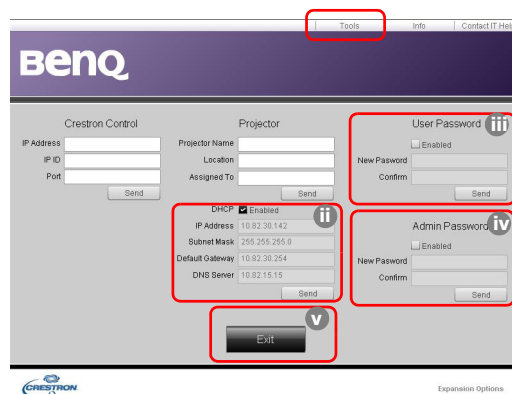 Tools Info Contact IT Hel
BenQ
Crestron Control Projector User Password iii
IP Address Projector Name Enabled
IP ID Location New Pasword
Port Assigned To Confirm
Send Send Send
DHCP Enabled ii
IP Address 10.82.30.142 Admin Password iv
Subnet Mask 255.255.255.0 Enabled
Default Gateway 10.82.30.254 New Pasword
DNS Server 10.82.15.15 Confirm
Send Send
v
Exit
CRESTRON Expansion Options